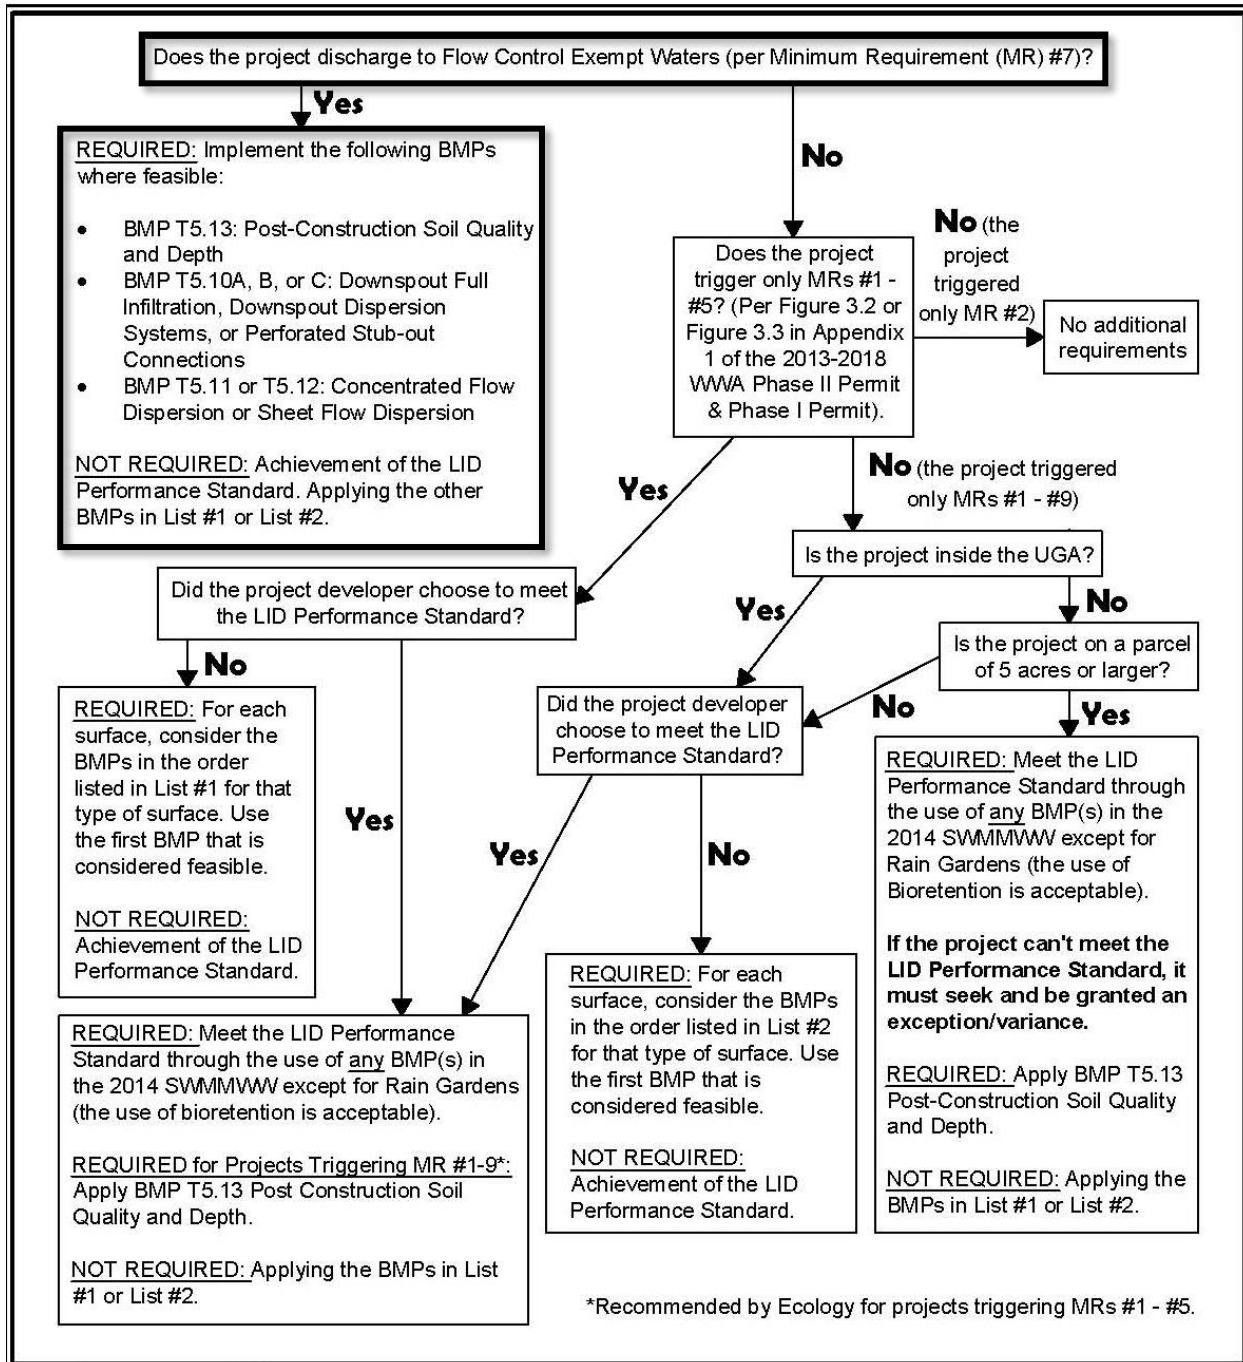 Does the project discharge to Flow Control Exempt Waters (per Minimum Requirement (MR) #7)?
Yes
No
REQUIRED: Implement the following BMPs
where feasible:
• BMP T5.13: Post-Construction Soil Quality
and Depth
• BMP T5.10A, B, or C: Downspout Full
Infiltration, Downspout Dispersion
Systems, or Perforated Stub-out
Connections
• BMP T5.11 or T5.12: Concentrated Flow
Dispersion or Sheet Flow Dispersion
NOT REQUIRED: Achievement of the LID
Performance Standard. Applying the other
BMPs in List #1 or List #2.
Does the project
trigger only MRs #1 -
#5? (Per Figure 3.2 or
Figure 3.3 in Appendix
1 of the 2013-2018
WWA Phase II Permit
& Phase I Permit).
No (the
project
triggered
only MR #2)
No additional
requirements
Yes
No (the project triggered
only MRs #1 - #9)
Is the project inside the UGA?
Did the project developer choose to meet
the LID Performance Standard?
Yes
No
Is the project on a parcel
of 5 acres or larger?
No
Did the project developer
choose to meet the LID
Performance Standard?
No
Yes
REQUIRED: For each
surface, consider the
BMPs in the order
listed in List #1 for that
type of surface. Use
the first BMP that is
considered feasible.
NOT REQUIRED:
Achievement of the LID
Performance Standard.
Yes
Yes
No
REQUIRED: Meet the LID
Performance Standard through
the use of any BMP(s) in the
2014 SWMMWW except for
Rain Gardens (the use of
Bioretention is acceptable).
If the project can't meet the
LID Performance Standard, it
must seek and be granted an
exception/variance.
REQUIRED: Apply BMP T5.13
Post-Construction Soil Quality
and Depth.
NOT REQUIRED: Applying the
BMPs in List #1 or List #2.
REQUIRED: For each
surface, consider the BMPs
in the order listed in List #2
for that type of surface. Use
the first BMP that is
considered feasible.
NOT REQUIRED:
Achievement of the LID
Performance Standard.
REQUIRED: Meet the LID Performance
Standard through the use of any BMP(s) in
the 2014 SWMMWW except for Rain Gardens
(the use of bioretention is acceptable).
REQUIRED for Projects Triggering MR #1-9*:
Apply BMP T5.13 Post Construction Soil
Quality and Depth.
NOT REQUIRED: Applying the BMPs in List
#1 or List #2.
*Recommended by Ecology for projects triggering MRs #1 - #5.